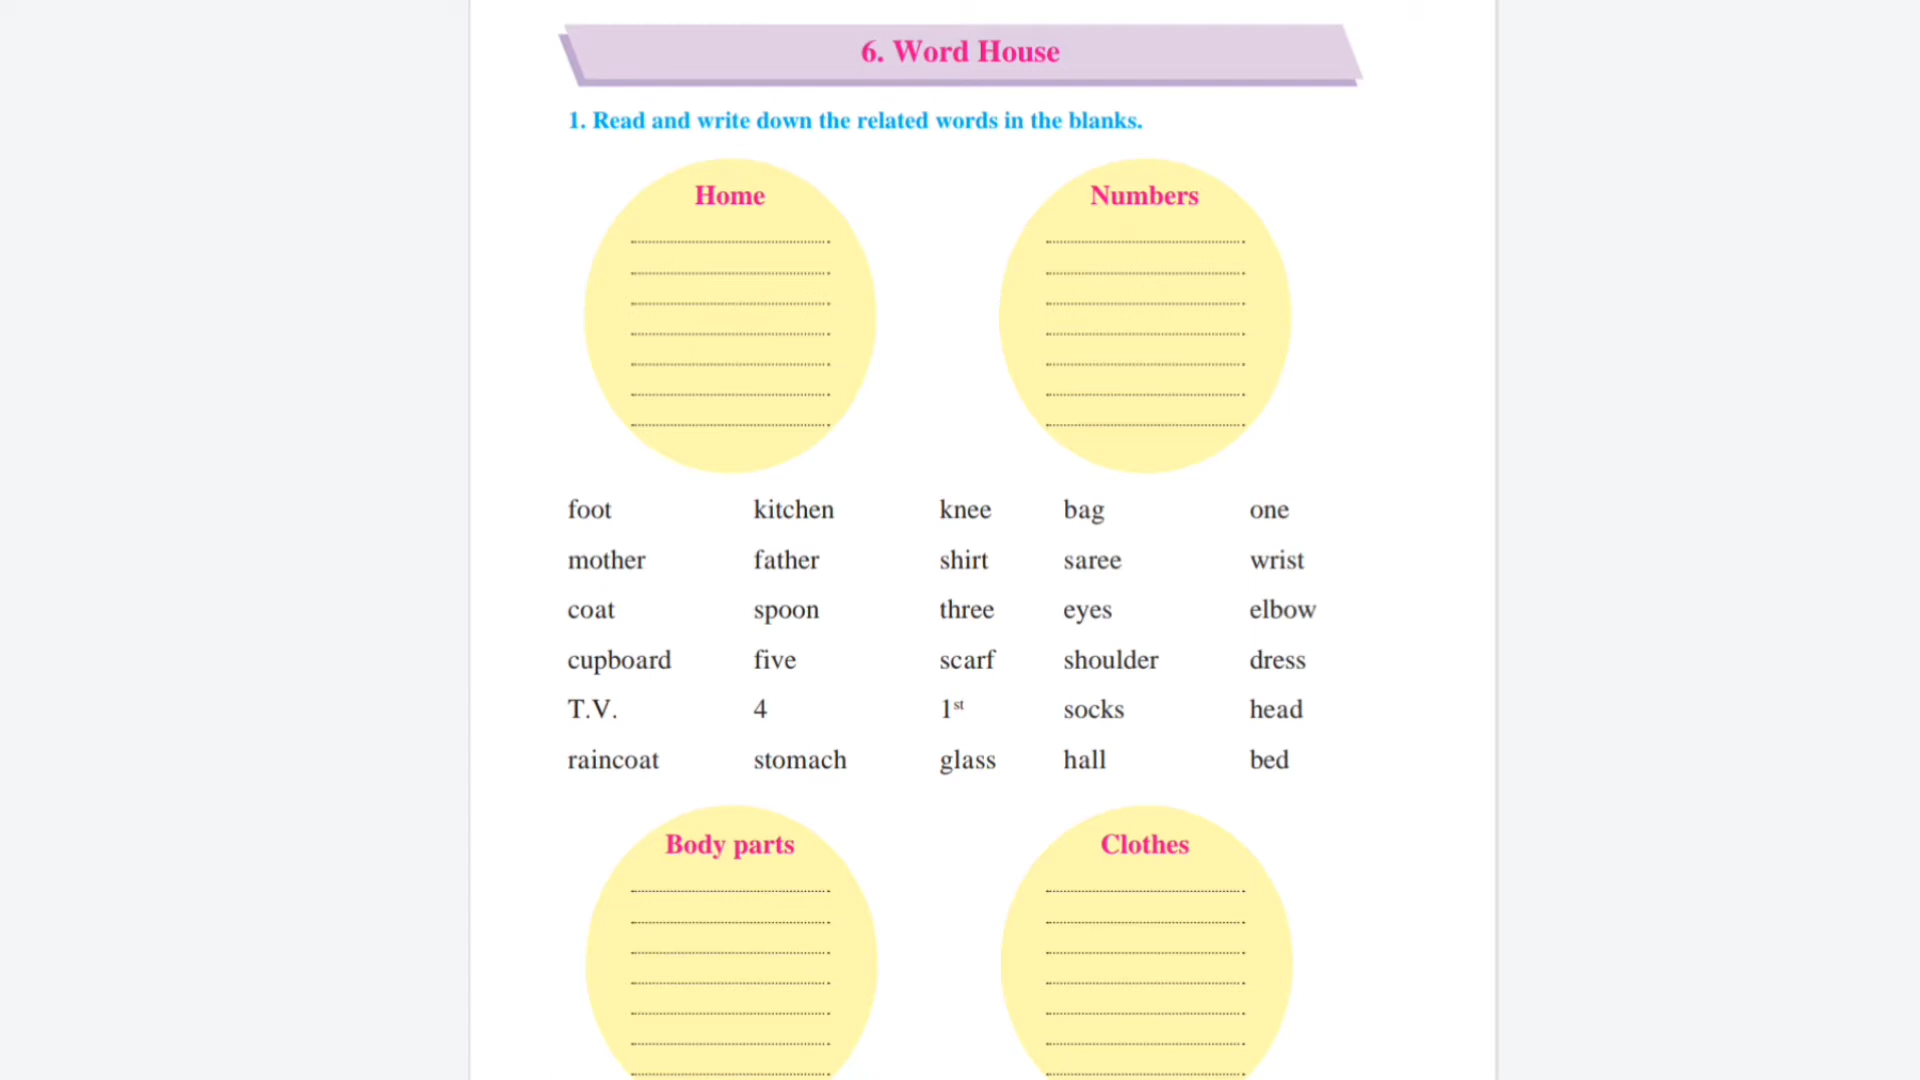 6. Word House
1. Read and write down the related words in the blanks.
Home
Numbers
foot kitchen knee bag one
mother father shirt saree wrist
coat spoon three eyes elbow
cupboard five scarf shoulder dress
T.V. 4 1st socks head
raincoat stomach glass hall bed
Body parts
Clothes